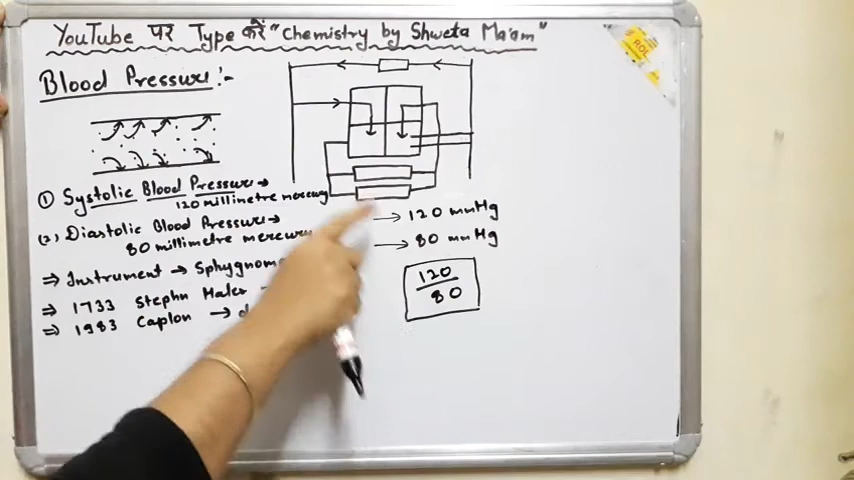 YouTube पर Type करें "Chemistry by Shweta Ma'am"
Blood Pressure :-
① Systolic Blood Pressure →
120 millimetre mercury
(2) Diastolic Blood Pressure →
80 millimetre mercury
→ 120 mmHg
→ 80 mmHg
120
80
⇒ Instrument → Sphygnom
⇒ 1733 Stephn Hales
⇒ 1983 Caplon →